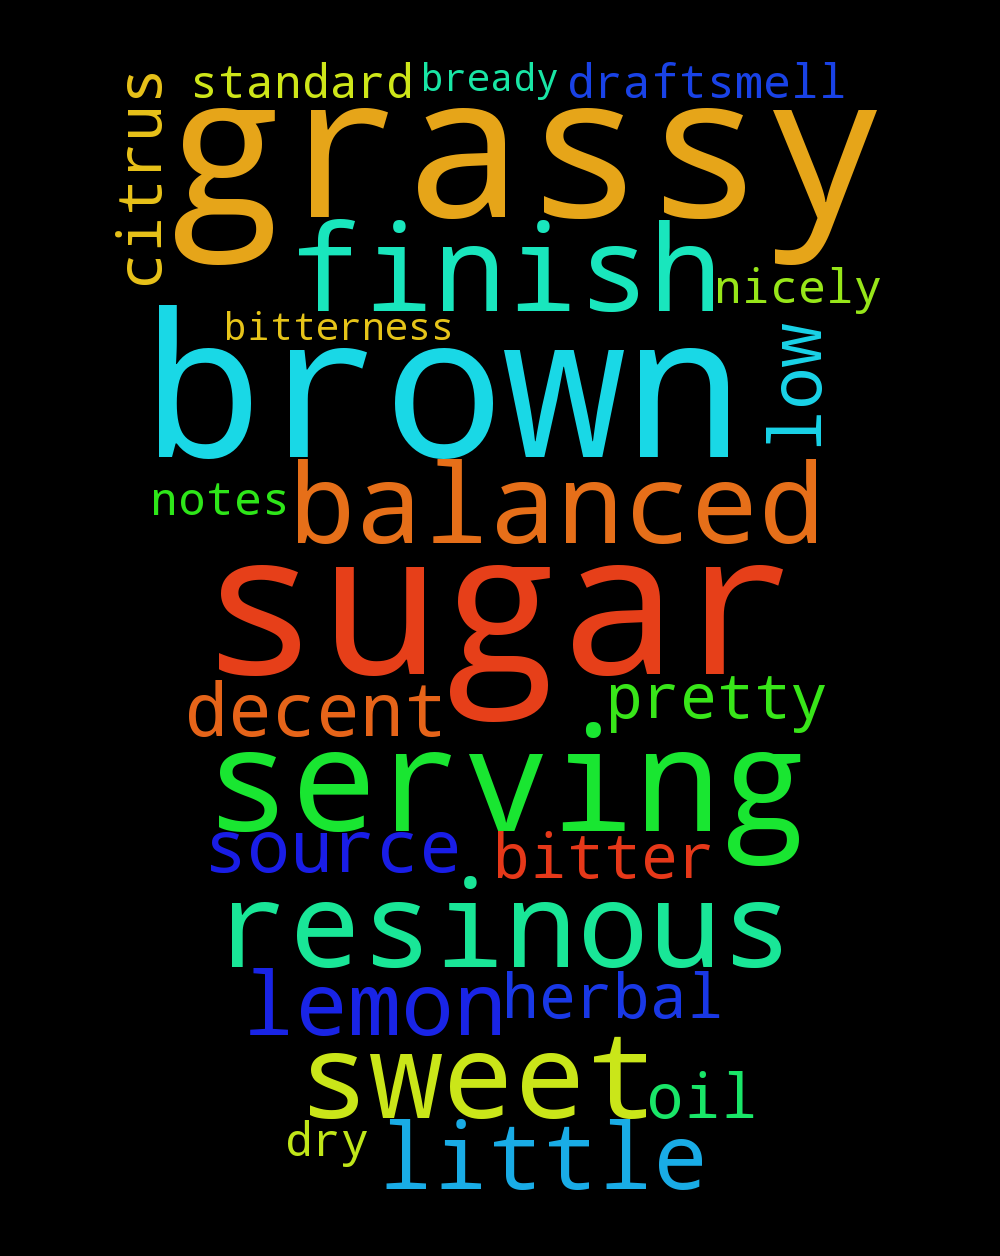 standard bready draftsmell
citrus
grassy
finish
nicely
bitterness
brown
low
balanced
notes
sugar
decent
pretty
serving
source bitter
resinous
lemon herbal
sweet
oil
dry
little